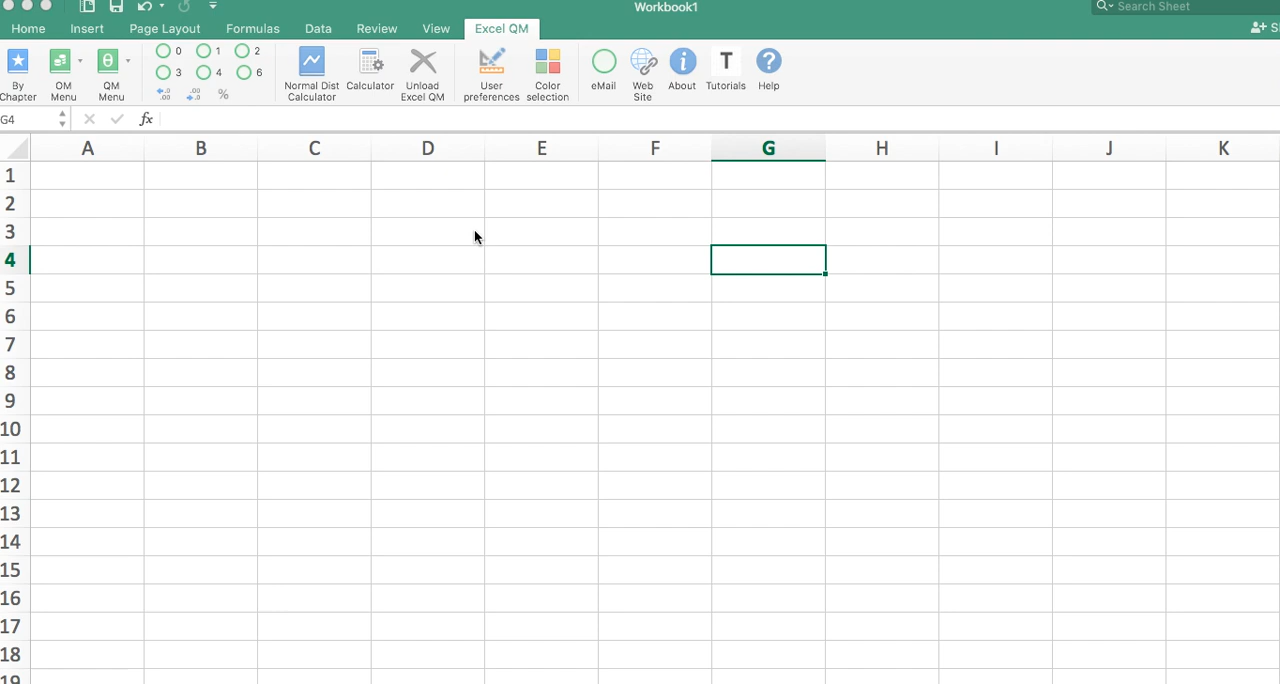 Workbook1
Search Sheet
Home Insert Page Layout Formulas Data Review View Excel QM
0 1 2
3 4 6
%
By Chapter
OM Menu
QM Menu
Normal Dist Calculator
Calculator
Unload Excel QM
User preferences
Color selection
eMail
Web Site
About
T
Tutorials
?
Help
G4
fx
A B C D E F G H I J K
1
2
3
4
5
6
7
8
9
10
11
12
13
14
15
16
17
18
19